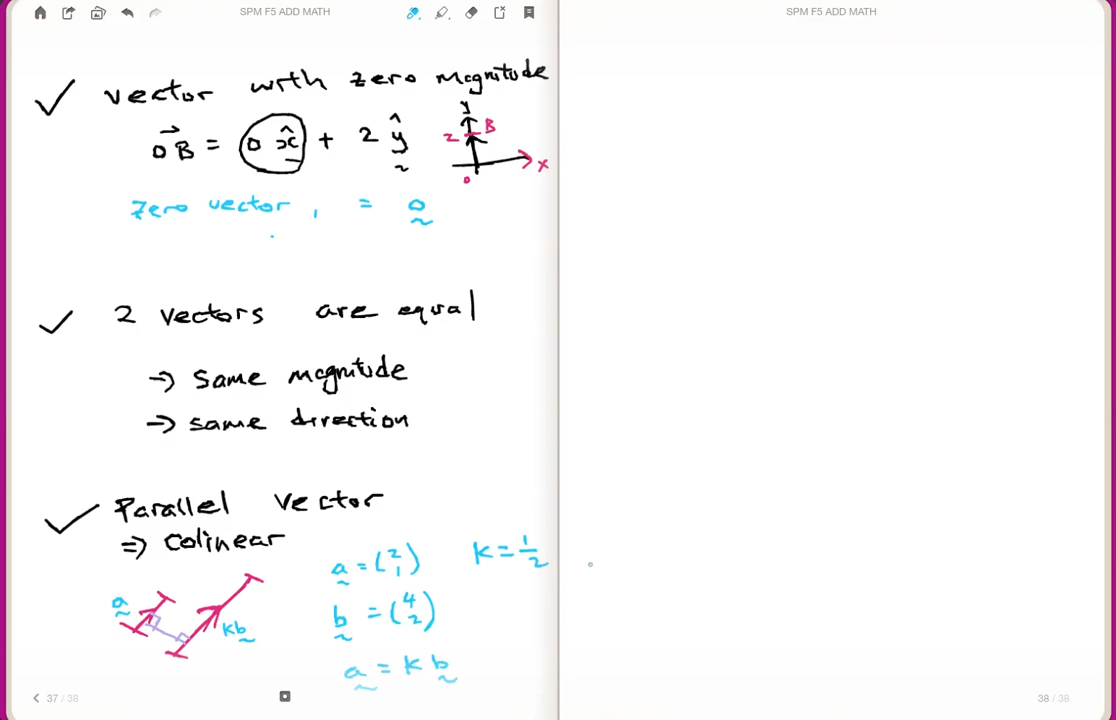 SPM F5 ADD MATH
SPM F5 ADD MATH
vector with zero magnitude
→OB = 0 x̂ + 2 ŷ
y
2 B
0 x
zero vector, = 0
2 vectors are equal
→ same magnitude
→ same direction
Parallel vector
⇒ colinear
a = (2 1) k = 1/2
b = (4 2)
a kb
a = k b
37 / 38
38 / 38